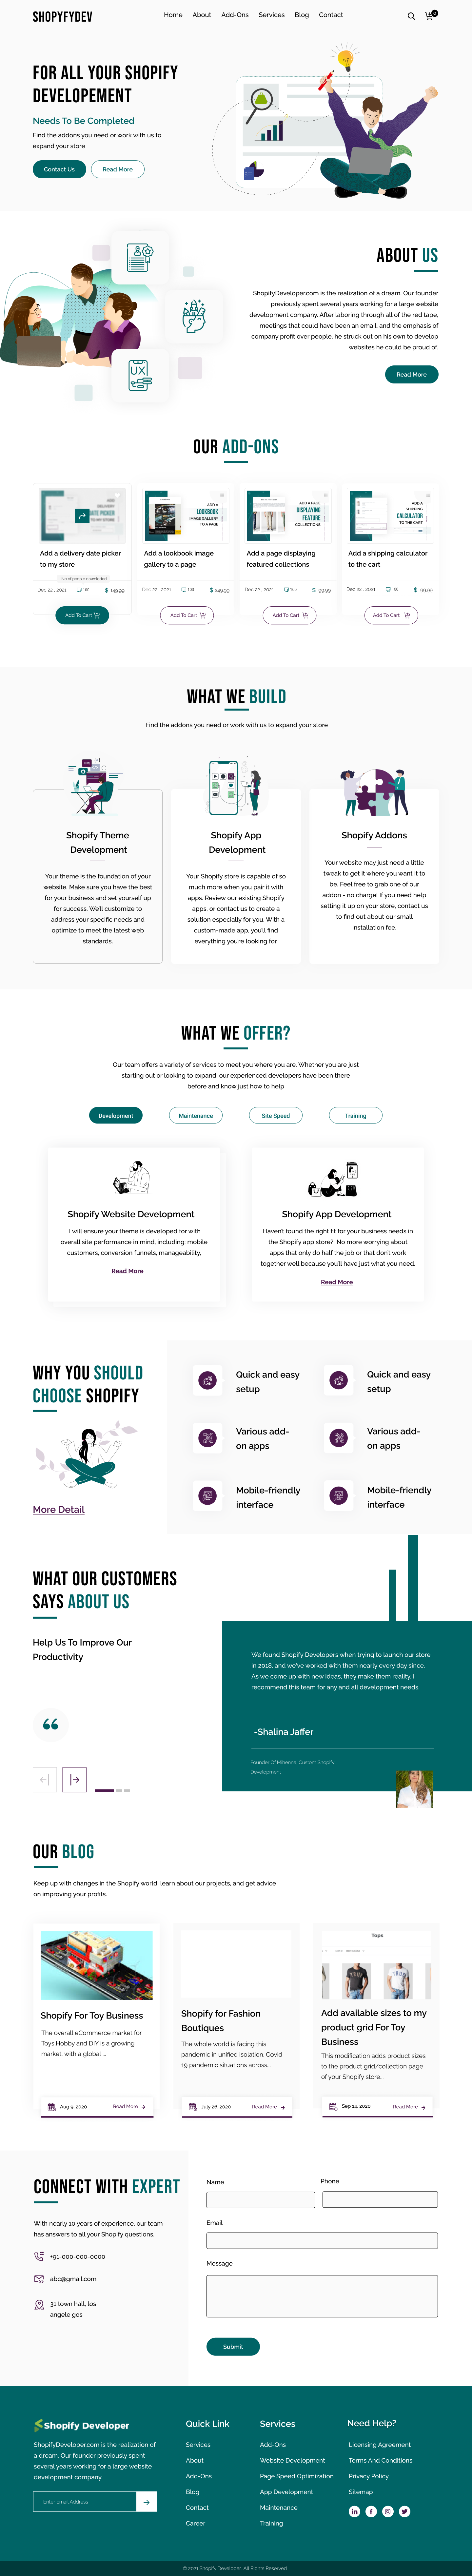 SHOPYFYDEV
Home About Add-Ons Services Blog Contact
0
FOR ALL YOUR SHOPIFY
DEVELOPEMENT
Needs To Be Completed
Find the addons you need or work with us to
expand your store
Contact Us Read More
ABOUT US
ShopifyDeveloper.com is the realization of a dream. Our founder
previously spent several years working for a large website
development company. After laboring through all of the red tape,
meetings that could have been an email, and the emphasis of
company profit over people, he struck out on his own to develop
websites he could be proud of.
Read More
UX
OUR ADD-ONS
ADD A
LOOKBOOK
IMAGE GALLERY
TO A PAGE
ADD A PAGE
DISPLAYING
FEATURED
COLLECTIONS
ADD A SHIPPING
CALCULATOR
TO THE CART
Add a delivery date picker
to my store
Add a lookbook image
gallery to a page
Add a page displaying
featured collections
Add a shipping calculator
to the cart
No of people downloaded
Dec 22 , 2021 130 $ 149.99
Dec 22 , 2021 130 $ 249.99
Dec 22 , 2021 130 $ 99.99
Dec 22 , 2021 130 $ 99.99
Add To Cart
Add To Cart
Add To Cart
Add To Cart
WHAT WE BUILD
Find the addons you need or work with us to expand your store
Shopify Theme
Development
Your theme is the foundation of your
website. Make sure you have the best
for your business and set yourself up
for success. We'll customize to
address your specific needs and
optimize to meet the latest web
standards.
Shopify App
Development
Your Shopify store is capable of so
much more when you pair it with
apps. Review our existing Shopify
apps, or contact us to create a
solution especially for you. With a
custom-made app, you'll find
everything you're looking for.
Shopify Addons
Your website may just need a little
tweak to get it where you want it to
be. Feel free to grab one of our
addon - no charge! If you need help
setting it up on your store, contact us
to find out about our small
installation fee.
WHAT WE OFFER?
Our team offers a variety of services to meet you where you are. Whether you are just
starting out or looking to expand, our experienced developers have been there
before and know just how to help
Development Maintenance Site Speed Training
Shopify Website Development
I will ensure your theme is developed for with
overall site performance in mind, including: mobile
customers, conversion funnels, manageability.
Read More
Shopify App Development
Haven't found the right fit for your business needs in
the Shopify app store? No more worrying about
apps that only do half the job or that don't work
together well because you'll have just what you need.
Read More
WHY YOU SHOULD
CHOOSE SHOPIFY
More Detail
Quick and easy
setup
Quick and easy
setup
Various add-
on apps
Various add-
on apps
Mobile-friendly
interface
Mobile-friendly
interface
WHAT OUR CUSTOMERS
SAYS ABOUT US
Help Us To Improve Our
Productivity
We found Shopify Developers when trying to launch our store
in 2018, and we've worked with them nearly every day since.
As we come up with new ideas, they make them reality. I
recommend this team for any and all development needs.
-Shalina Jaffer
Founder Of Mihenna, Custom Shopify
Development
OUR BLOG
Keep up with changes in the Shopify world, learn about our projects, and get advice
on improving your profits.
Shopify For Toy Business
The overall eCommerce market for
Toys,Hobby and DIY is a growing
market, with a global ...
Aug 9, 2020 Read More
Shopify for Fashion
Boutiques
The whole world is facing this
pandemic in unified isolation. Covid
19 pandemic situations across...
July 26, 2020 Read More
Tops
Add available sizes to my
product grid For Toy
Business
This modification adds product sizes
to the product grid/collection page
of your Shopify store...
Sep 14, 2020 Read More
CONNECT WITH EXPERT
With nearly 10 years of experience, our team
has answers to all your Shopify questions.
+91-000-000-0000
abc@gmail.com
31 town hall, los
angele gos
Name
Phone
Email
Message
Submit
Shopify Developer
ShopifyDeveloper.com is the realization of
a dream. Our founder previously spent
several years working for a large website
development company.
Enter Email Address
Quick Link
Services
About
Add-Ons
Blog
Contact
Career
Services
Add-Ons
Website Development
Page Speed Optimization
App Development
Maintenance
Training
Need Help?
Licensing Agreement
Terms And Conditions
Privacy Policy
Sitemap
© 2021 Shopify Developer. All Rights Reserved